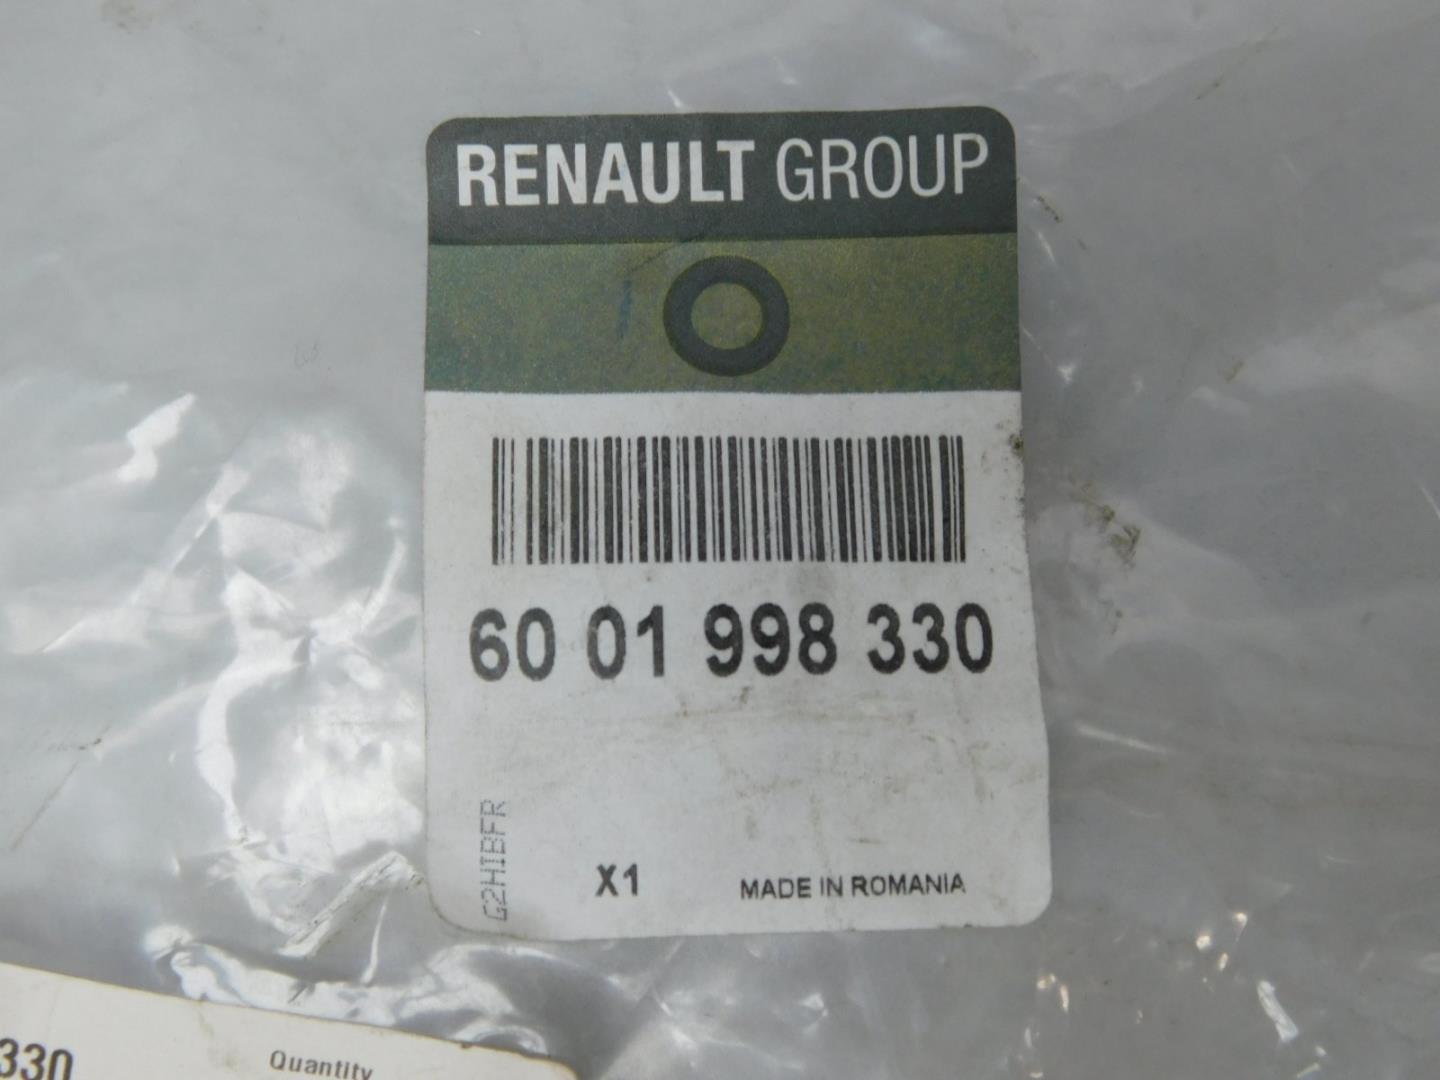 RENAULT GROUP
60 01 998 330
G2HIBFR
X1
MADE IN ROMANIA
330
Quantity